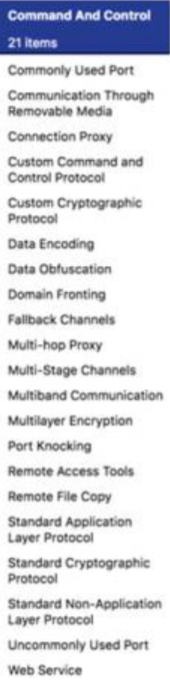 Command And Control
21 items
Commonly Used Port
Communication Through
Removable Media
Connection Proxy
Custom Command and
Control Protocol
Custom Cryptographic
Protocol
Data Encoding
Data Obfuscation
Domain Fronting
Fallback Channels
Multi-hop Proxy
Multi-Stage Channels
Multiband Communication
Multilayer Encryption
Port Knocking
Remote Access Tools
Remote File Copy
Standard Application
Layer Protocol
Standard Cryptographic
Protocol
Standard Non-Application
Layer Protocol
Uncommonly Used Port
Web Service